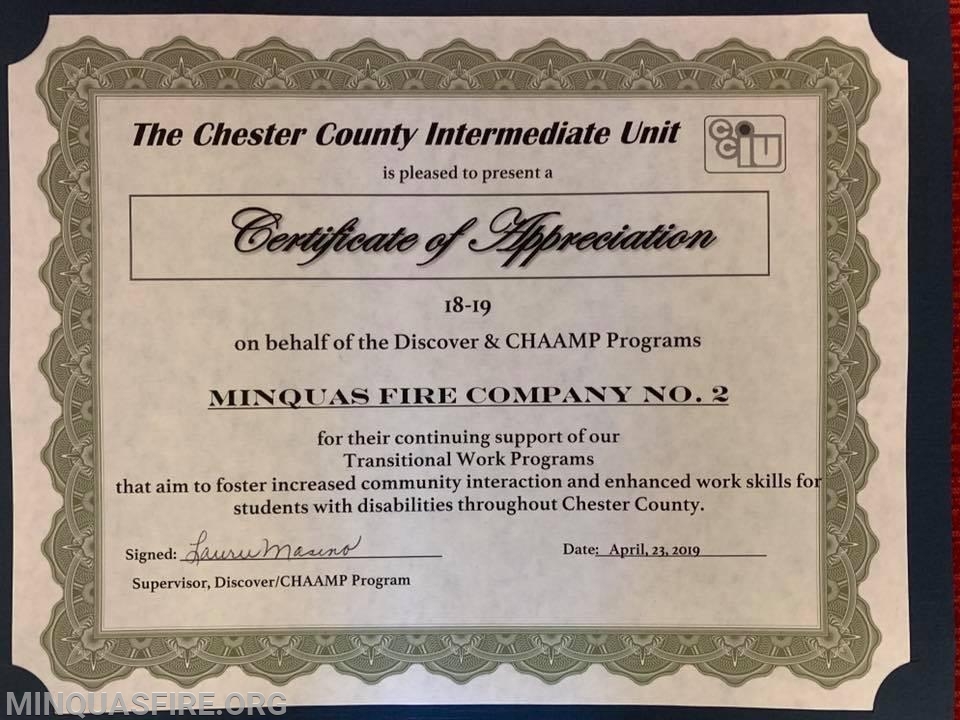 The Chester County Intermediate Unit
CCIU
is pleased to present a
Certificate of Appreciation
18-19
on behalf of the Discover & CHAAMP Programs
MINQUAS FIRE COMPANY NO. 2
for their continuing support of our
Transitional Work Programs
that aim to foster increased community interaction and enhanced work skills for
students with disabilities throughout Chester County.
Signed: Laurie Masino Date: April, 23, 2019
Supervisor, Discover/CHAAMP Program
MINQUASFIRE.ORG